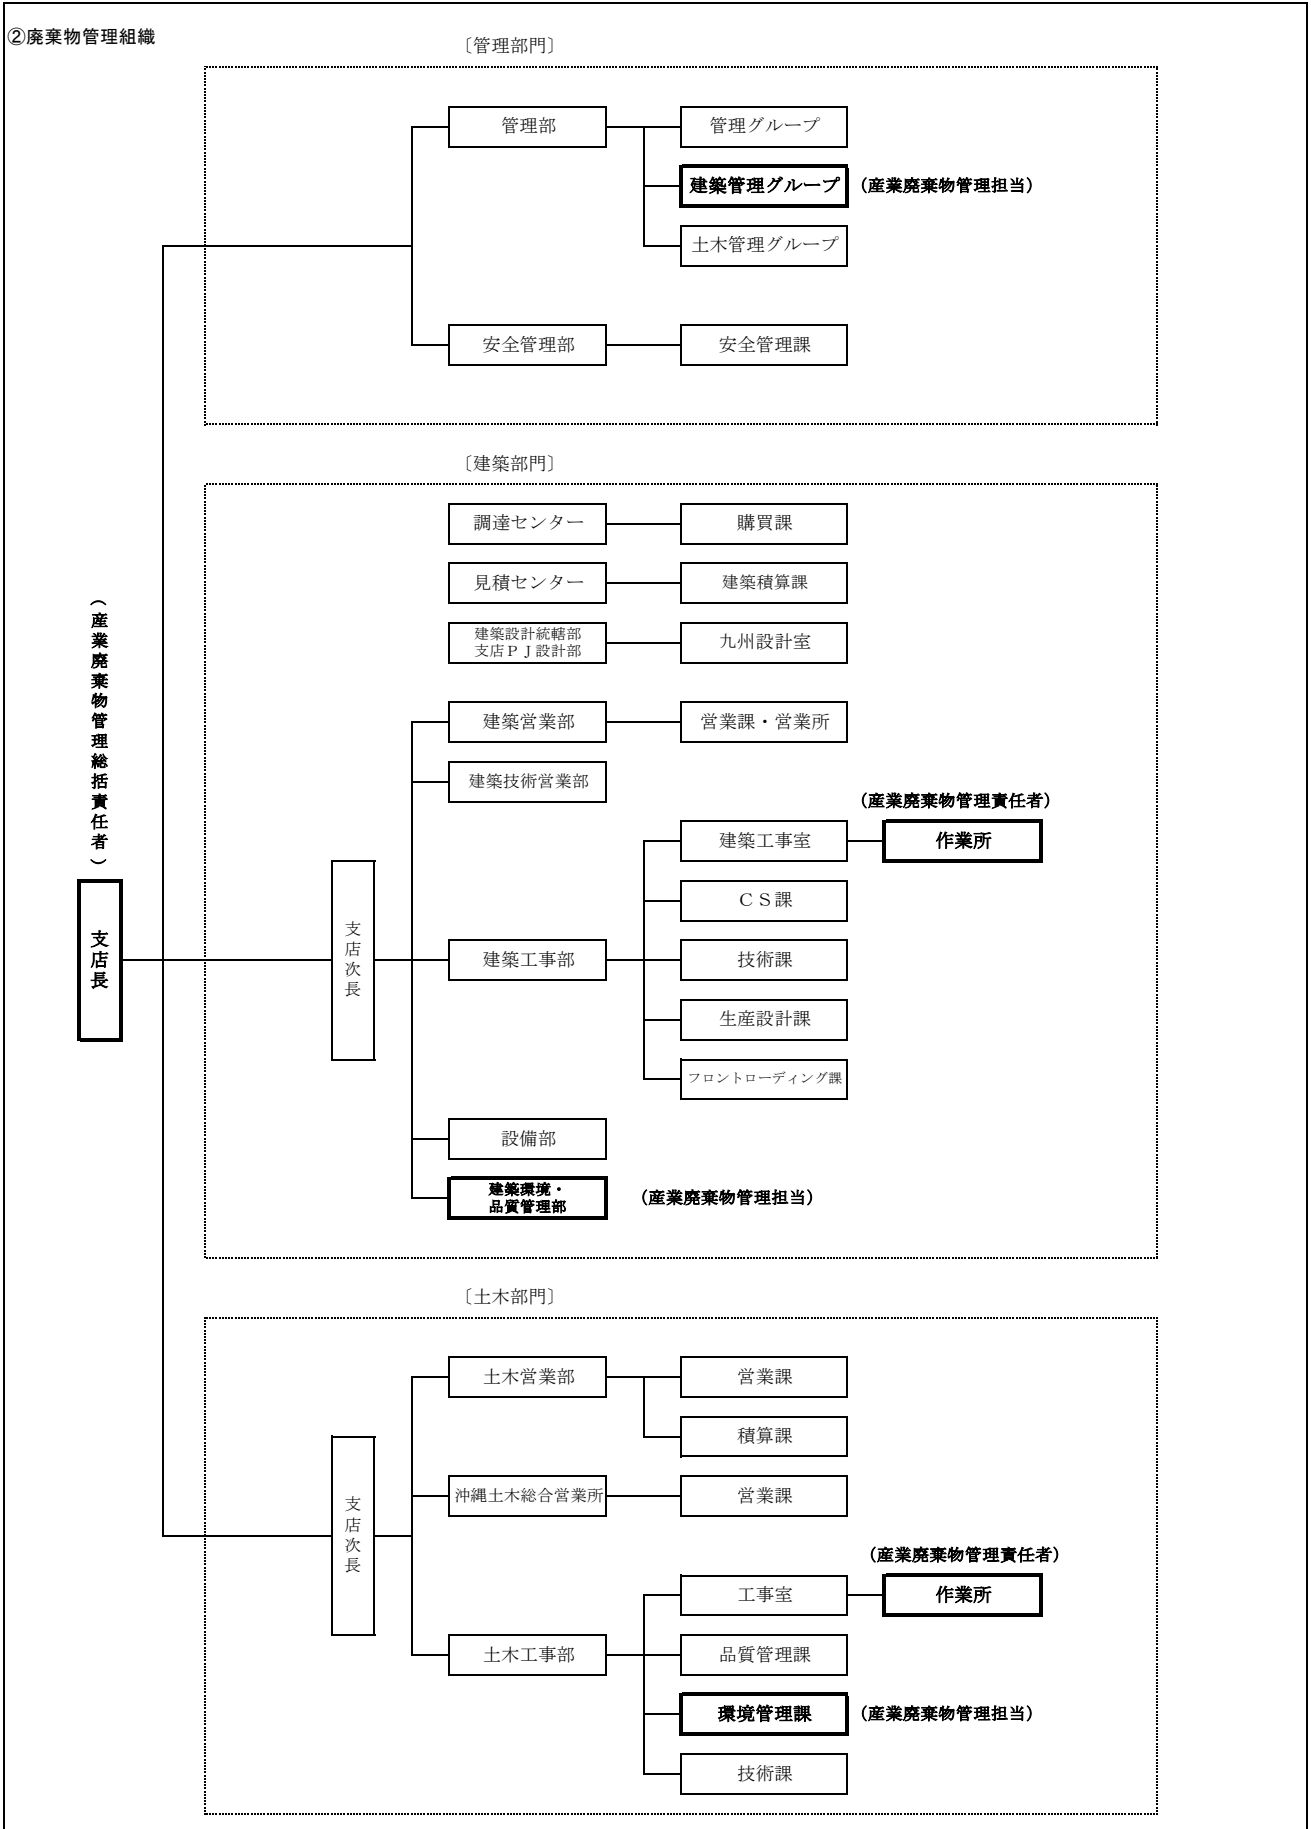 ②廃棄物管理組織
〔管理部門〕
管理部
管理グループ
建築管理グループ
（産業廃棄物管理担当）
土木管理グループ
安全管理部
安全管理課
〔建築部門〕
調達センター
購買課
見積センター
建築積算課
建築設計統轄部
支店ＰＪ設計部
九州設計室
建築営業部
営業課・営業所
建築技術営業部
（産業廃棄物管理責任者）
建築工事室
作業所
ＣＳ課
（産業廃棄物管理総括責任者）
支店長
支店次長
建築工事部
技術課
生産設計課
フロントローディング課
設備部
建築環境・
品質管理部
（産業廃棄物管理担当）
〔土木部門〕
土木営業部
営業課
積算課
支店次長
沖縄土木総合営業所
営業課
（産業廃棄物管理責任者）
工事室
作業所
土木工事部
品質管理課
環境管理課
（産業廃棄物管理担当）
技術課